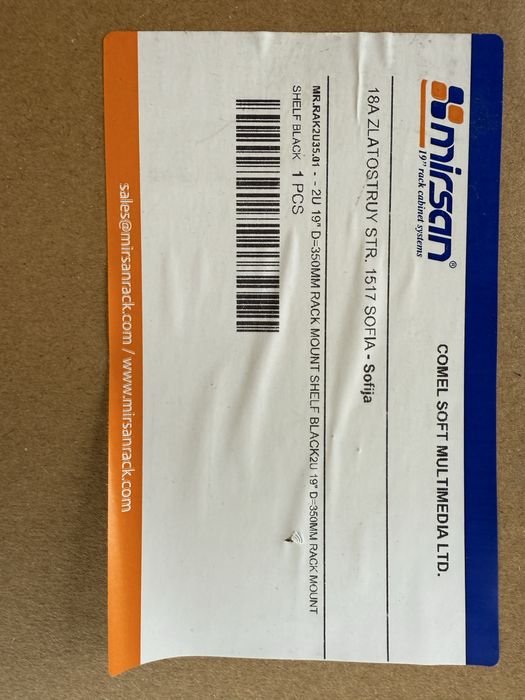 mirsan®
19" rack cabinet systems
COMEL SOFT MULTIMEDIA LTD.
18A ZLATOSTRUY STR. 1517 SOFIA - Sofija
MR.RAK2U35.01 - - 2U 19" D=350MM RACK MOUNT SHELF BLACK2U 19" D=350MM RACK MOUNT
SHELF BLACK 1 PCS
sales@mirsanrack.com / www.mirsanrack.com